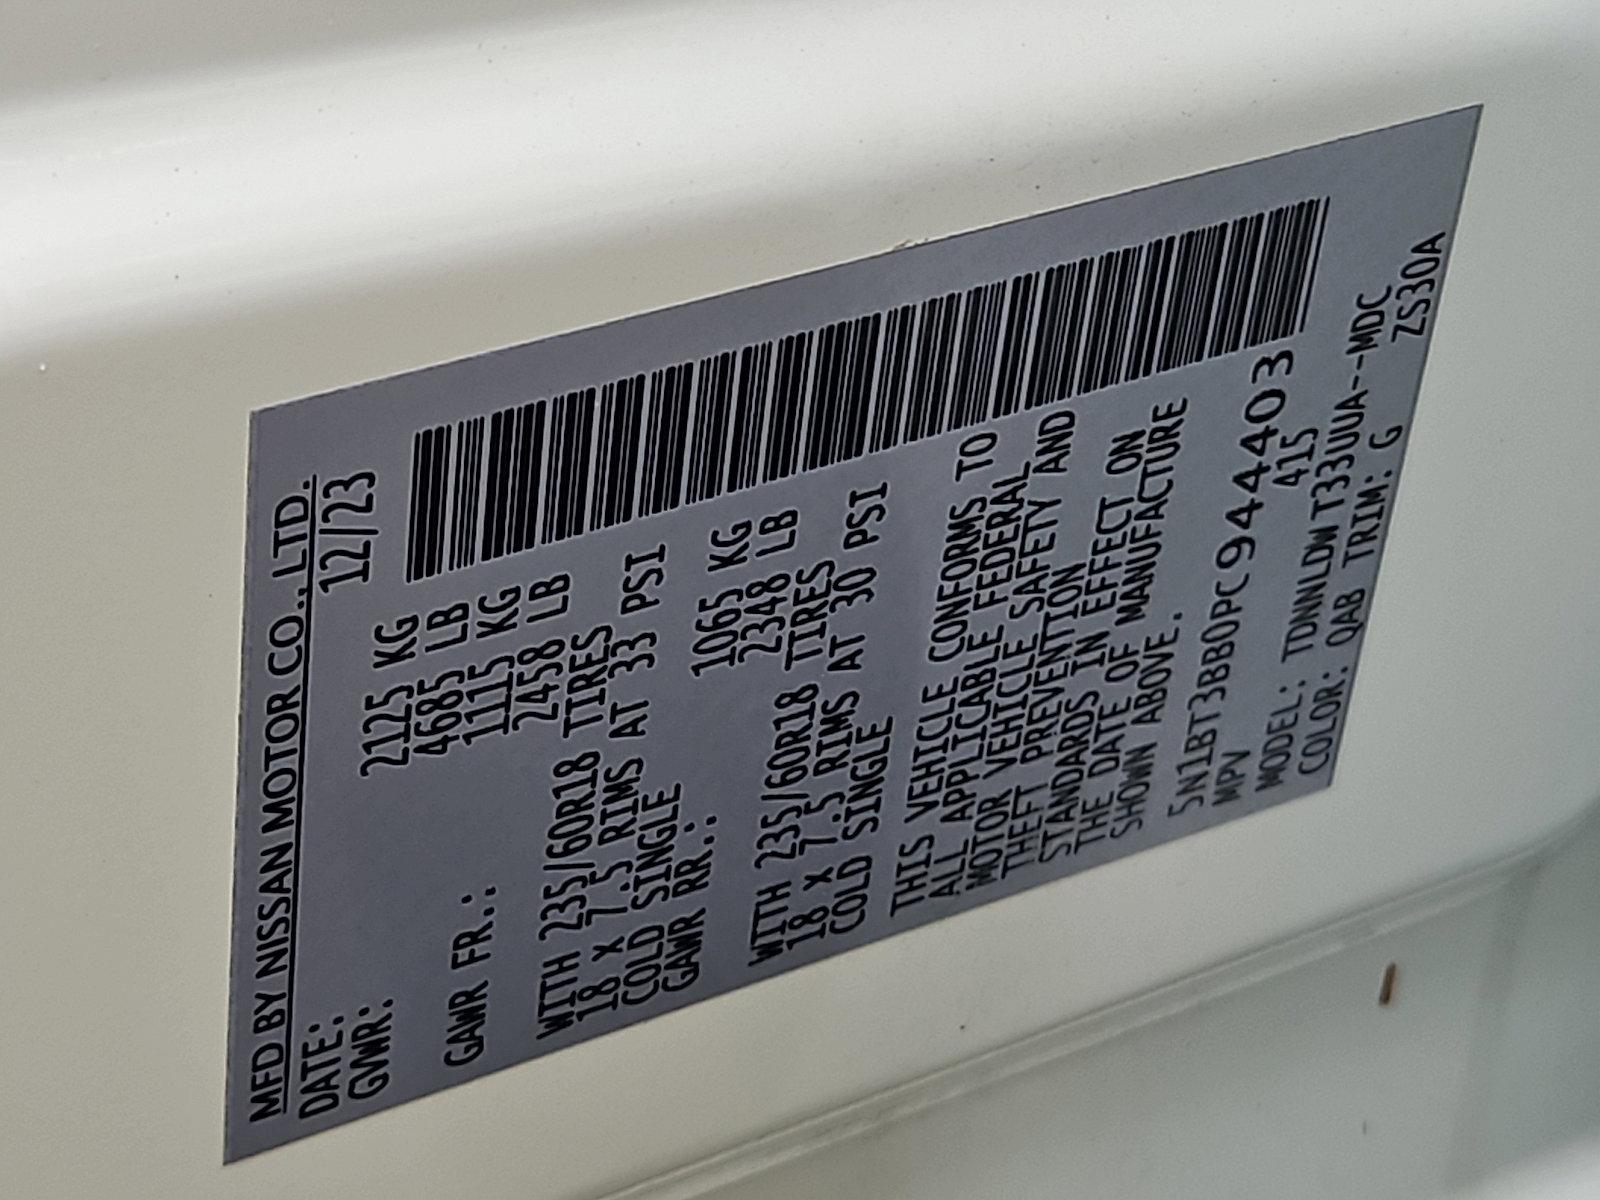 MFD BY NISSAN MOTOR CO., LTD.
DATE: 12/23
GVWR: 2125 KG
4685 LB
GAWR FR.: 1115 KG
2458 LB
WITH 235/60R18 TIRES
18 x 7.5 RIMS AT 33 PSI
COLD SINGLE
GAWR RR.: 1065 KG
2348 LB
WITH 235/60R18 TIRES
18 x 7.5 RIMS AT 30 PSI
COLD SINGLE
THIS VEHICLE CONFORMS TO
ALL APPLICABLE FEDERAL
MOTOR VEHICLE SAFETY AND
THEFT PREVENTION
STANDARDS IN EFFECT ON
THE DATE OF MANUFACTURE
SHOWN ABOVE.
5N1BT3BB0PC944403
MPV 415
MODEL: TDNNLDWT33UUA--MDC
COLOR: QAB TRIM: G ZS30A